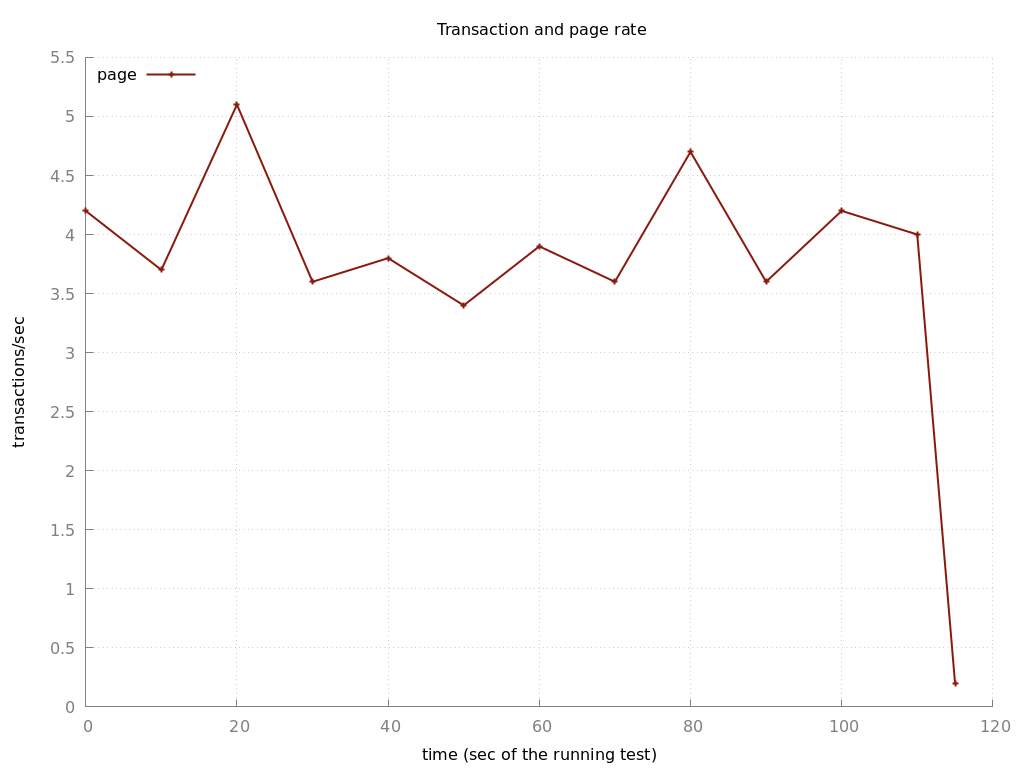 Transaction and page rate
5.5
page
5
4.5
4
3.5
3
2.5
2
1.5
1
0.5
0
transactions/sec
0 20 40 60 80 100 120
time (sec of the running test)